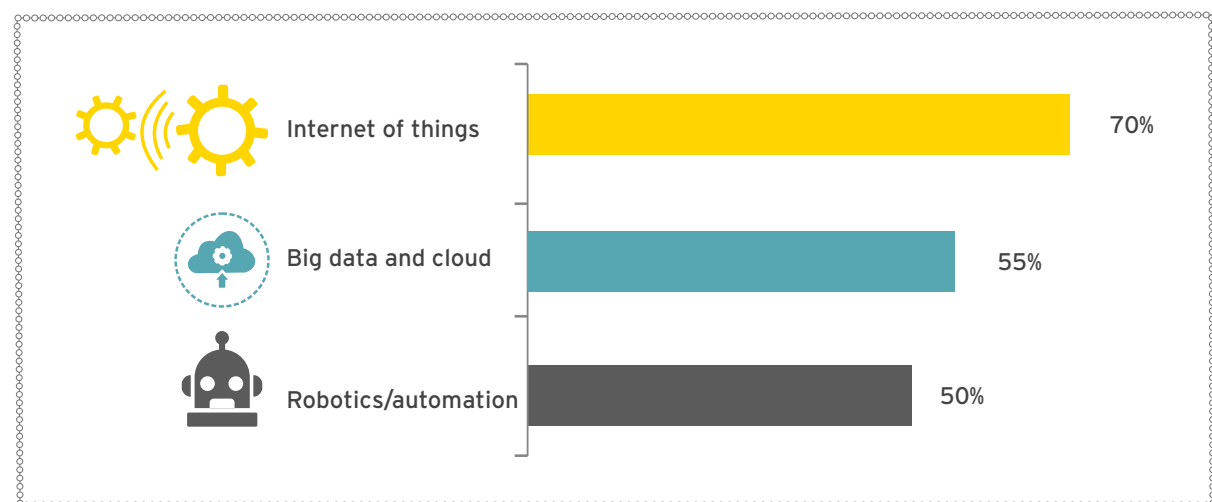 Internet of things
70%
Big data and cloud
55%
Robotics/automation
50%